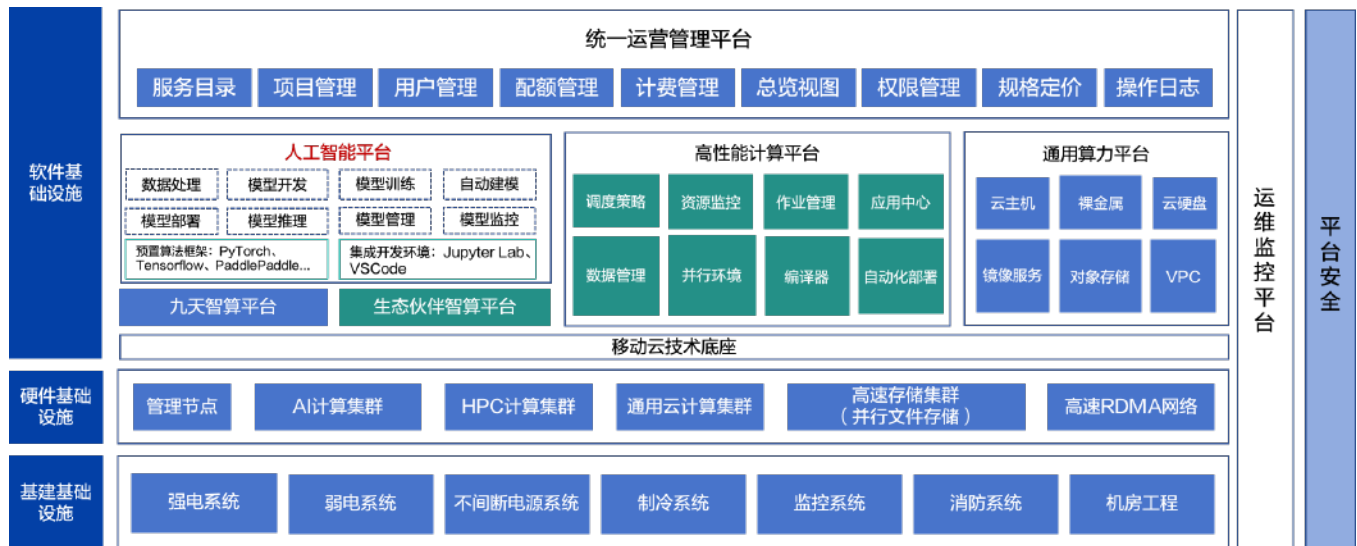 软件基
础设施
统一运营管理平台
服务目录
项目管理
用户管理
配额管理
计费管理
总览视图
权限管理
规格定价
操作日志
人工智能平台
数据处理
模型开发
模型训练
自动建模
模型部署
模型推理
模型管理
模型监控
预置算法框架：PyTorch、
Tensorflow、PaddlePaddle...
集成开发环境：Jupyter Lab、
VSCode
九天智算平台
生态伙伴智算平台
高性能计算平台
调度策略
资源监控
作业管理
应用中心
数据管理
并行环境
编译器
自动化部署
通用算力平台
云主机
裸金属
云硬盘
镜像服务
对象存储
VPC
移动云技术底座
硬件基础
设施
管理节点
AI计算集群
HPC计算集群
通用云计算集群
高速存储集群
（并行文件存储）
高速RDMA网络
基建基础
设施
强电系统
弱电系统
不间断电源系统
制冷系统
监控系统
消防系统
机房工程
运维监控平台
平台安全